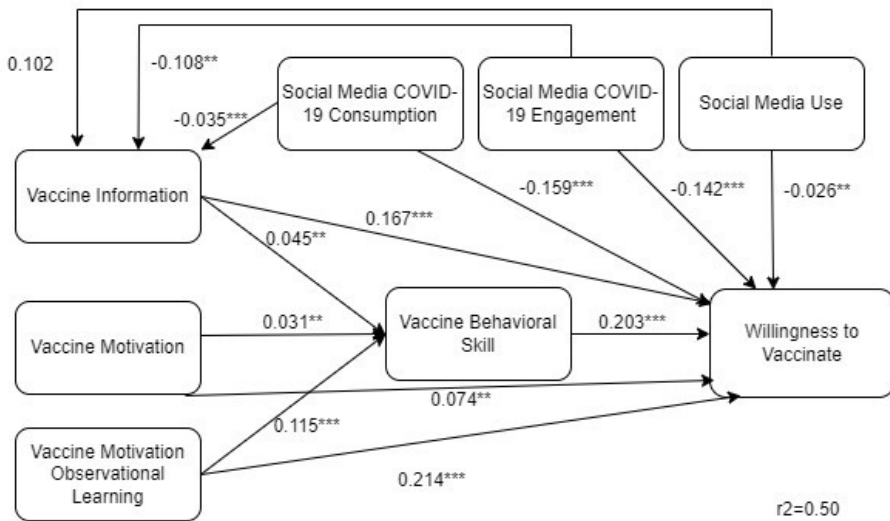 0.102
-0.108**
Social Media COVID-
19 Consumption
Social Media COVID-
19 Engagement
Social Media Use
-0.035***
Vaccine Information
-0.159***
-0.142***
-0.026**
0.167***
0.045**
Vaccine Motivation
0.031**
Vaccine Behavioral
Skill
0.203***
Willingness to
Vaccinate
0.074**
0.115***
Vaccine Motivation
Observational
Learning
0.214***
r2=0.50